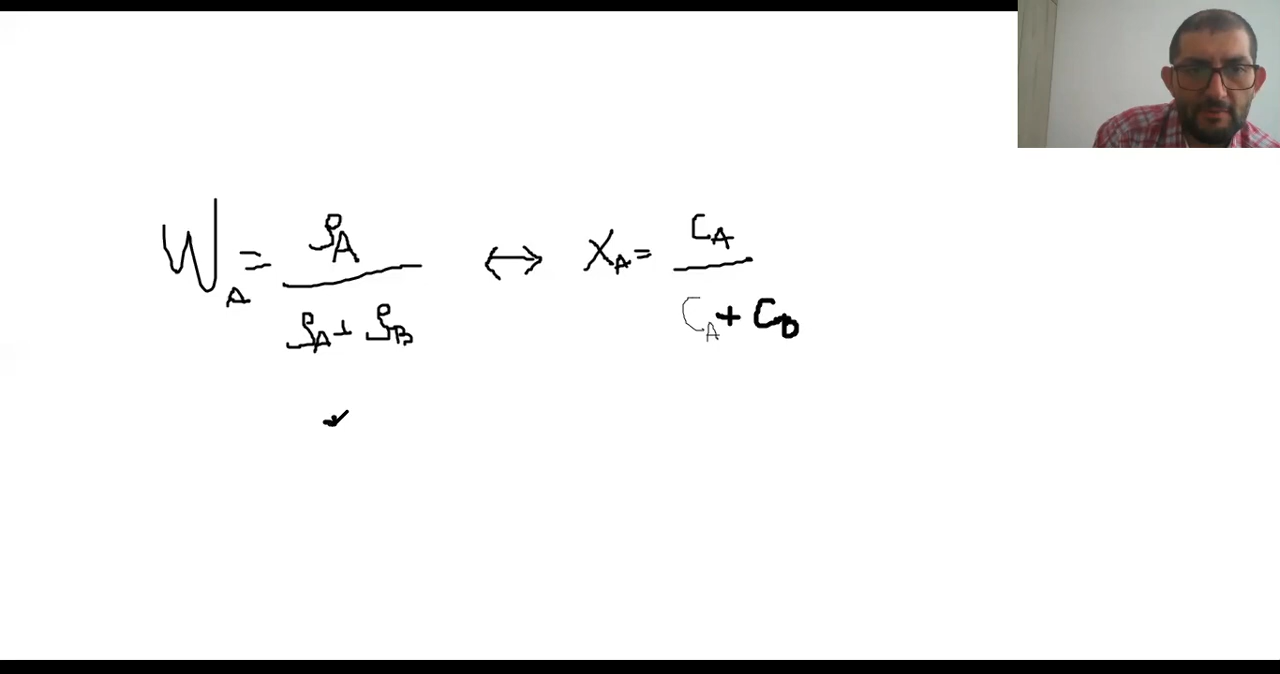 W_A = ρ_A / (ρ_A + ρ_B) ↔ X_A = C_A / (C_A + C_B)